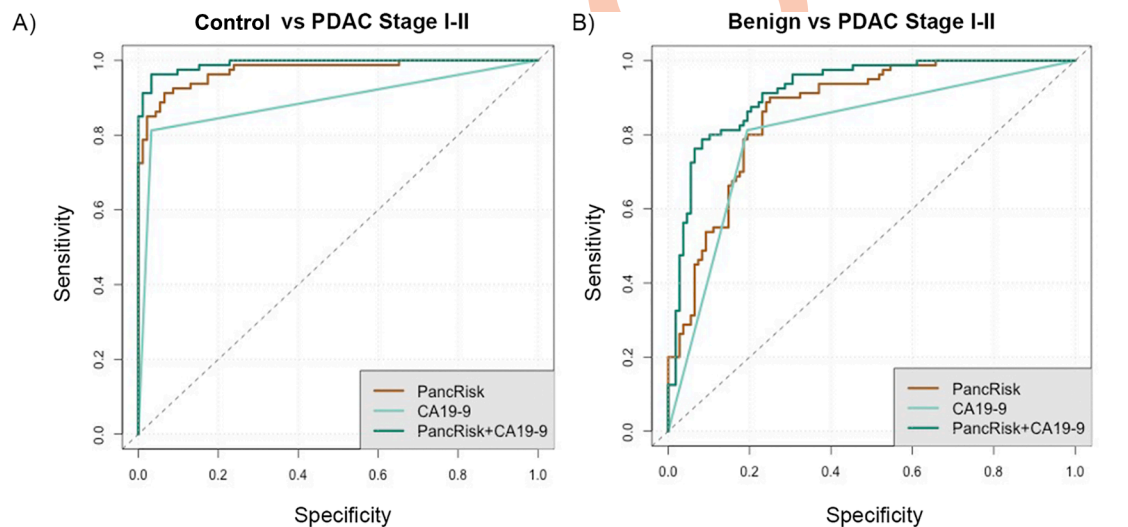 A)
Control vs PDAC Stage I-II
Sensitivity
1.0
0.8
0.6
0.4
0.2
0.0
PancRisk
CA19-9
PancRisk+CA19-9
0.0 0.2 0.4 0.6 0.8 1.0
Specificity
B)
Benign vs PDAC Stage I-II
Sensitivity
1.0
0.8
0.6
0.4
0.2
0.0
PancRisk
CA19-9
PancRisk+CA19-9
0.0 0.2 0.4 0.6 0.8 1.0
Specificity